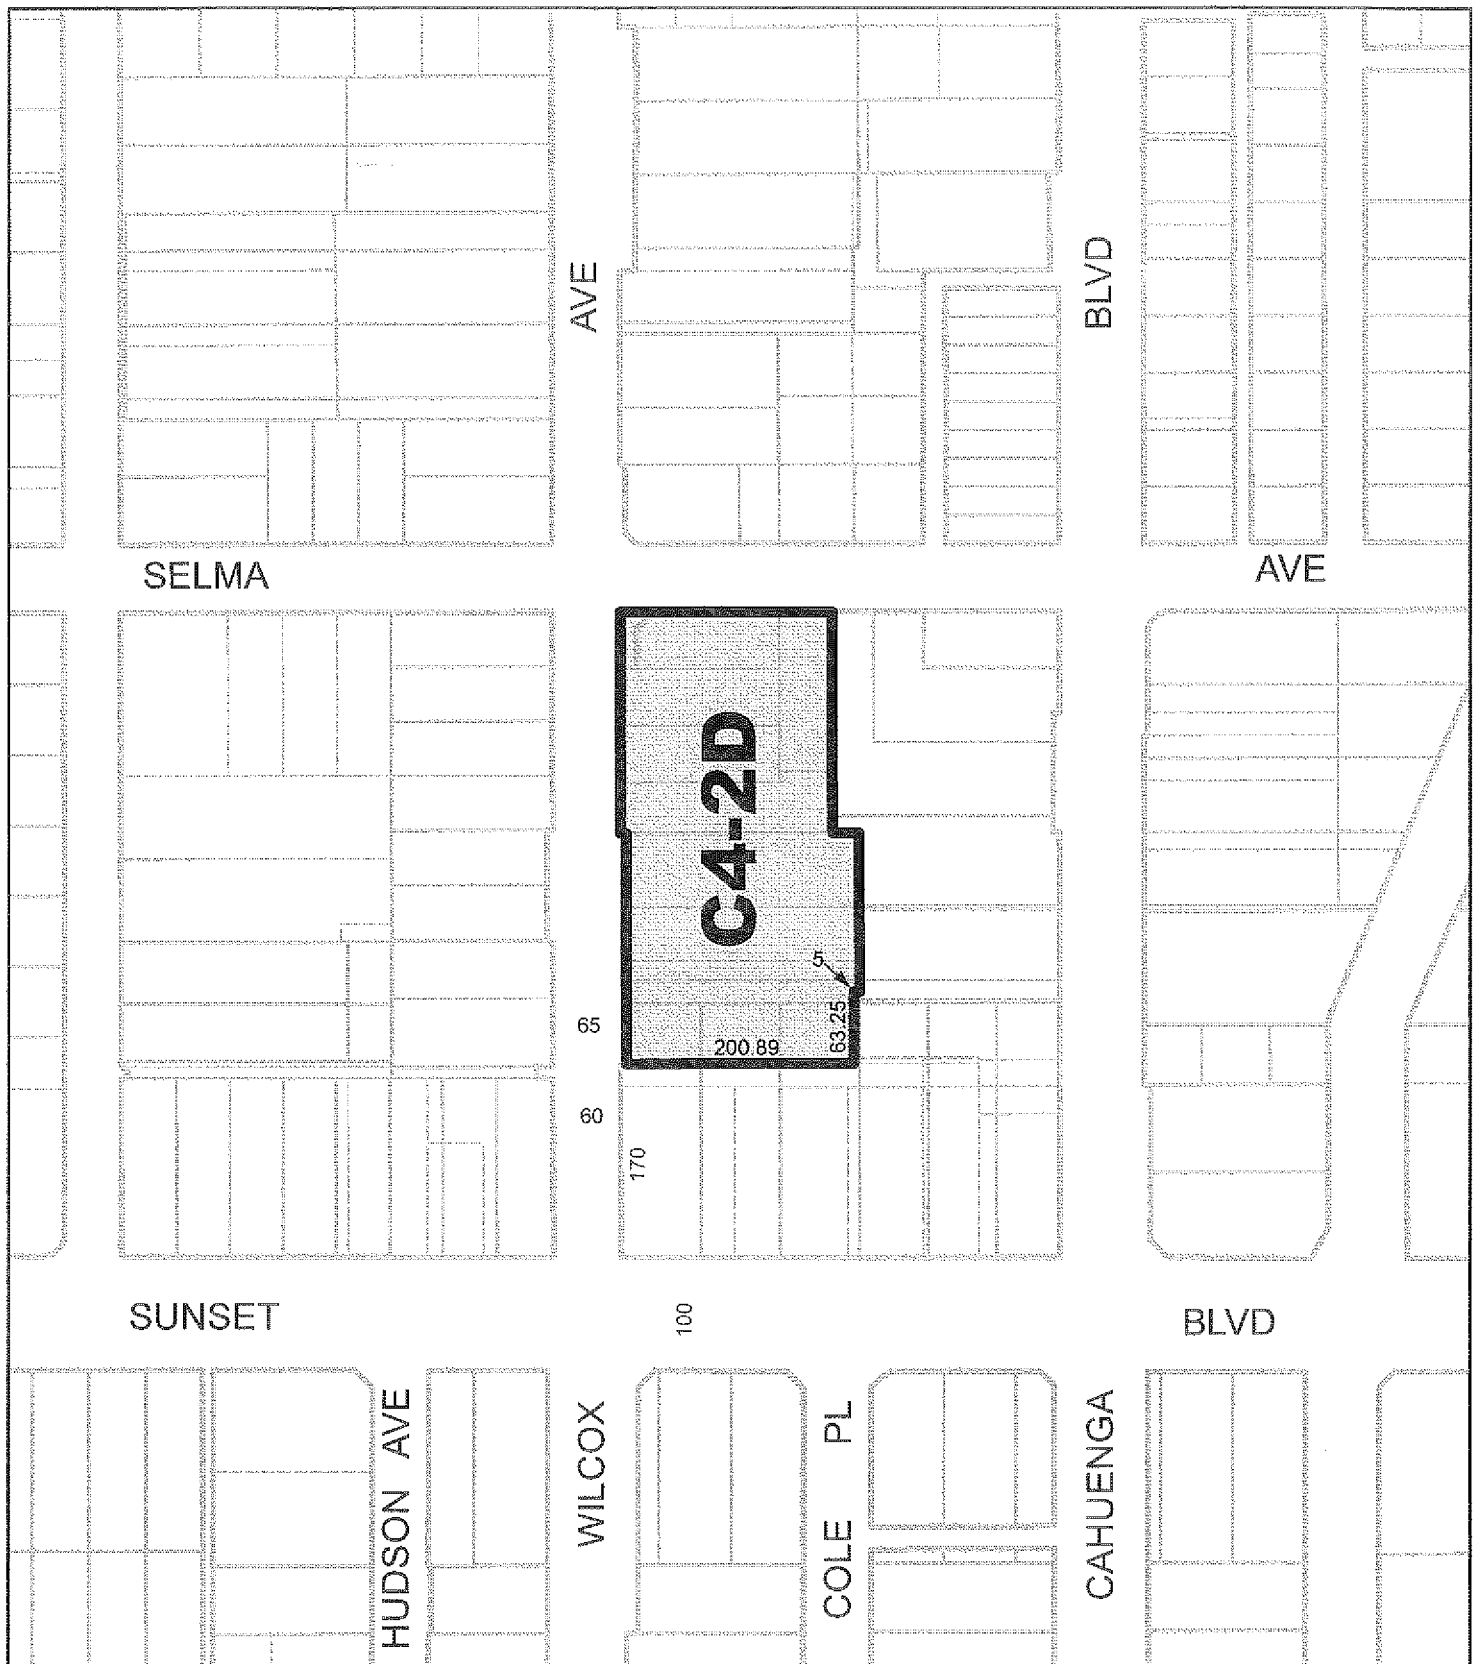 AVE
BLVD
SELMA
AVE
C4-2D
5
63.25
200.89
65
60
170
100
SUNSET
BLVD
HUDSON AVE
WILCOX
COLE PL
CAHUENGA